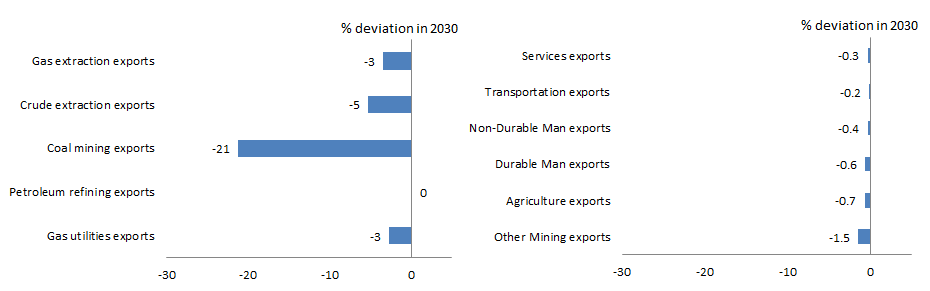 % deviation in 2030
Gas extraction exports -3
Crude extraction exports -5
Coal mining exports -21
Petroleum refining exports 0
Gas utilities exports -3
-30 -20 -10 0
% deviation in 2030
Services exports -0.3
Transportation exports -0.2
Non-Durable Man exports -0.4
Durable Man exports -0.6
Agriculture exports -0.7
Other Mining exports -1.5
-30 -20 -10 0